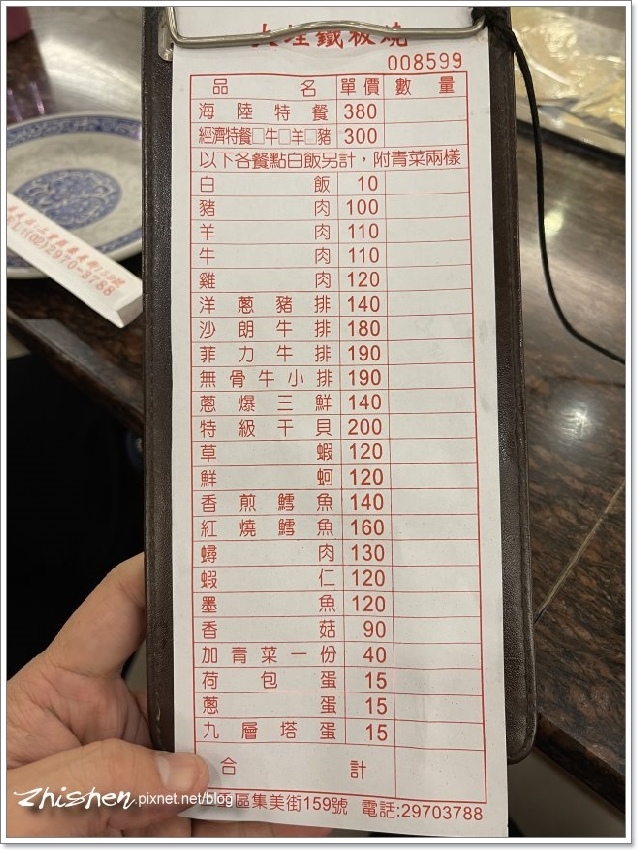 鐵板燒
008599
品名 單價 數量
海陸特餐 380
經濟特餐□牛□羊□豬 300
以下各餐點白飯另計，附青菜兩樣
白飯 10
豬肉 100
羊肉 110
牛肉 110
雞肉 120
洋蔥豬排 140
沙朗牛排 180
菲力牛排 190
無骨牛小排 190
蔥爆三鮮 140
特級干貝 200
草蝦 120
鮮蚵 120
香煎鱈魚 140
紅燒鱈魚 160
蟳肉 130
蝦仁 120
墨魚 120
香菇 90
加青菜一份 40
荷包蛋 15
蔥蛋 15
九層塔蛋 15
合計
區集美街159號 電話:29703788
(02)2970-3788
zhishen.pixnet.net/blog